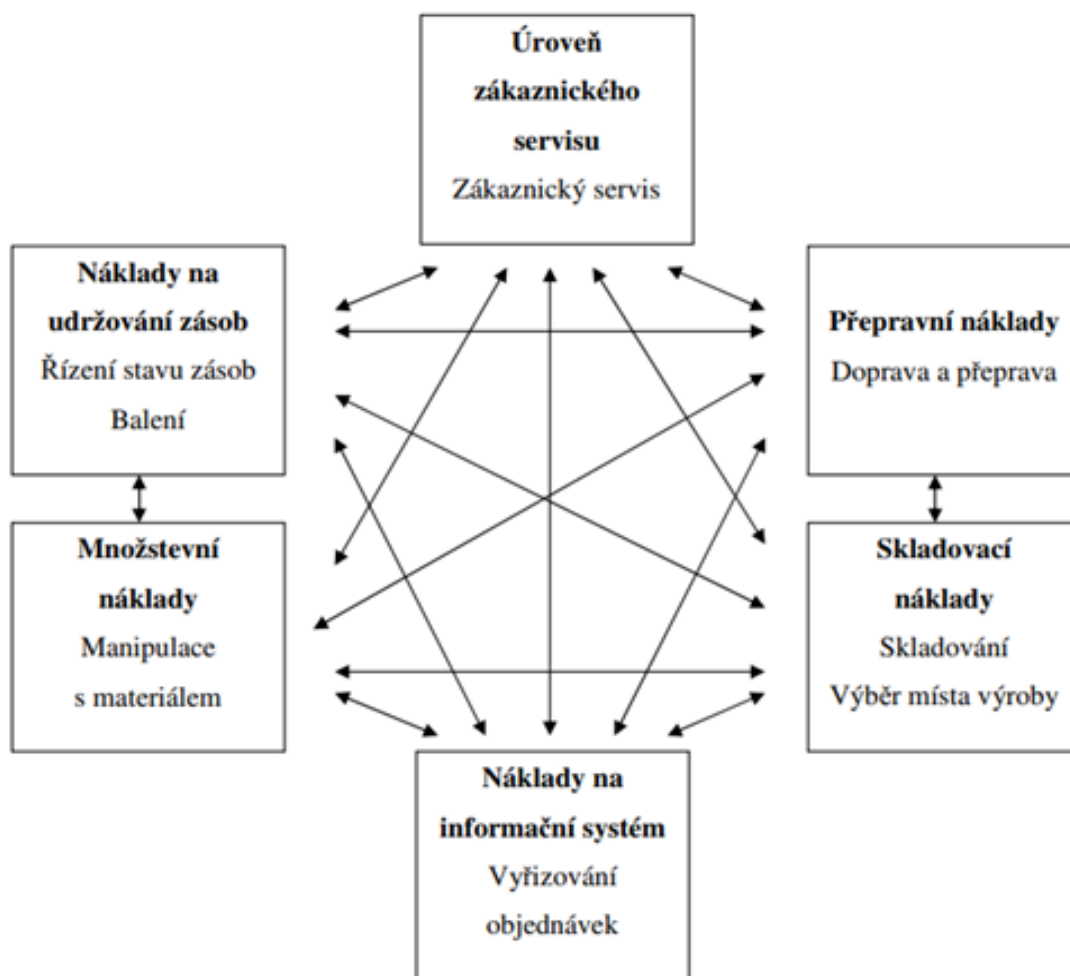 Úroveň
zákaznického
servisu
Zákaznický servis
Náklady na
udržování zásob
Řízení stavu zásob
Balení
Přepravní náklady
Doprava a přeprava
Množstevní
náklady
Manipulace
s materiálem
Skladovací
náklady
Skladování
Výběr místa výroby
Náklady na
informační systém
Vyřizování
objednávek